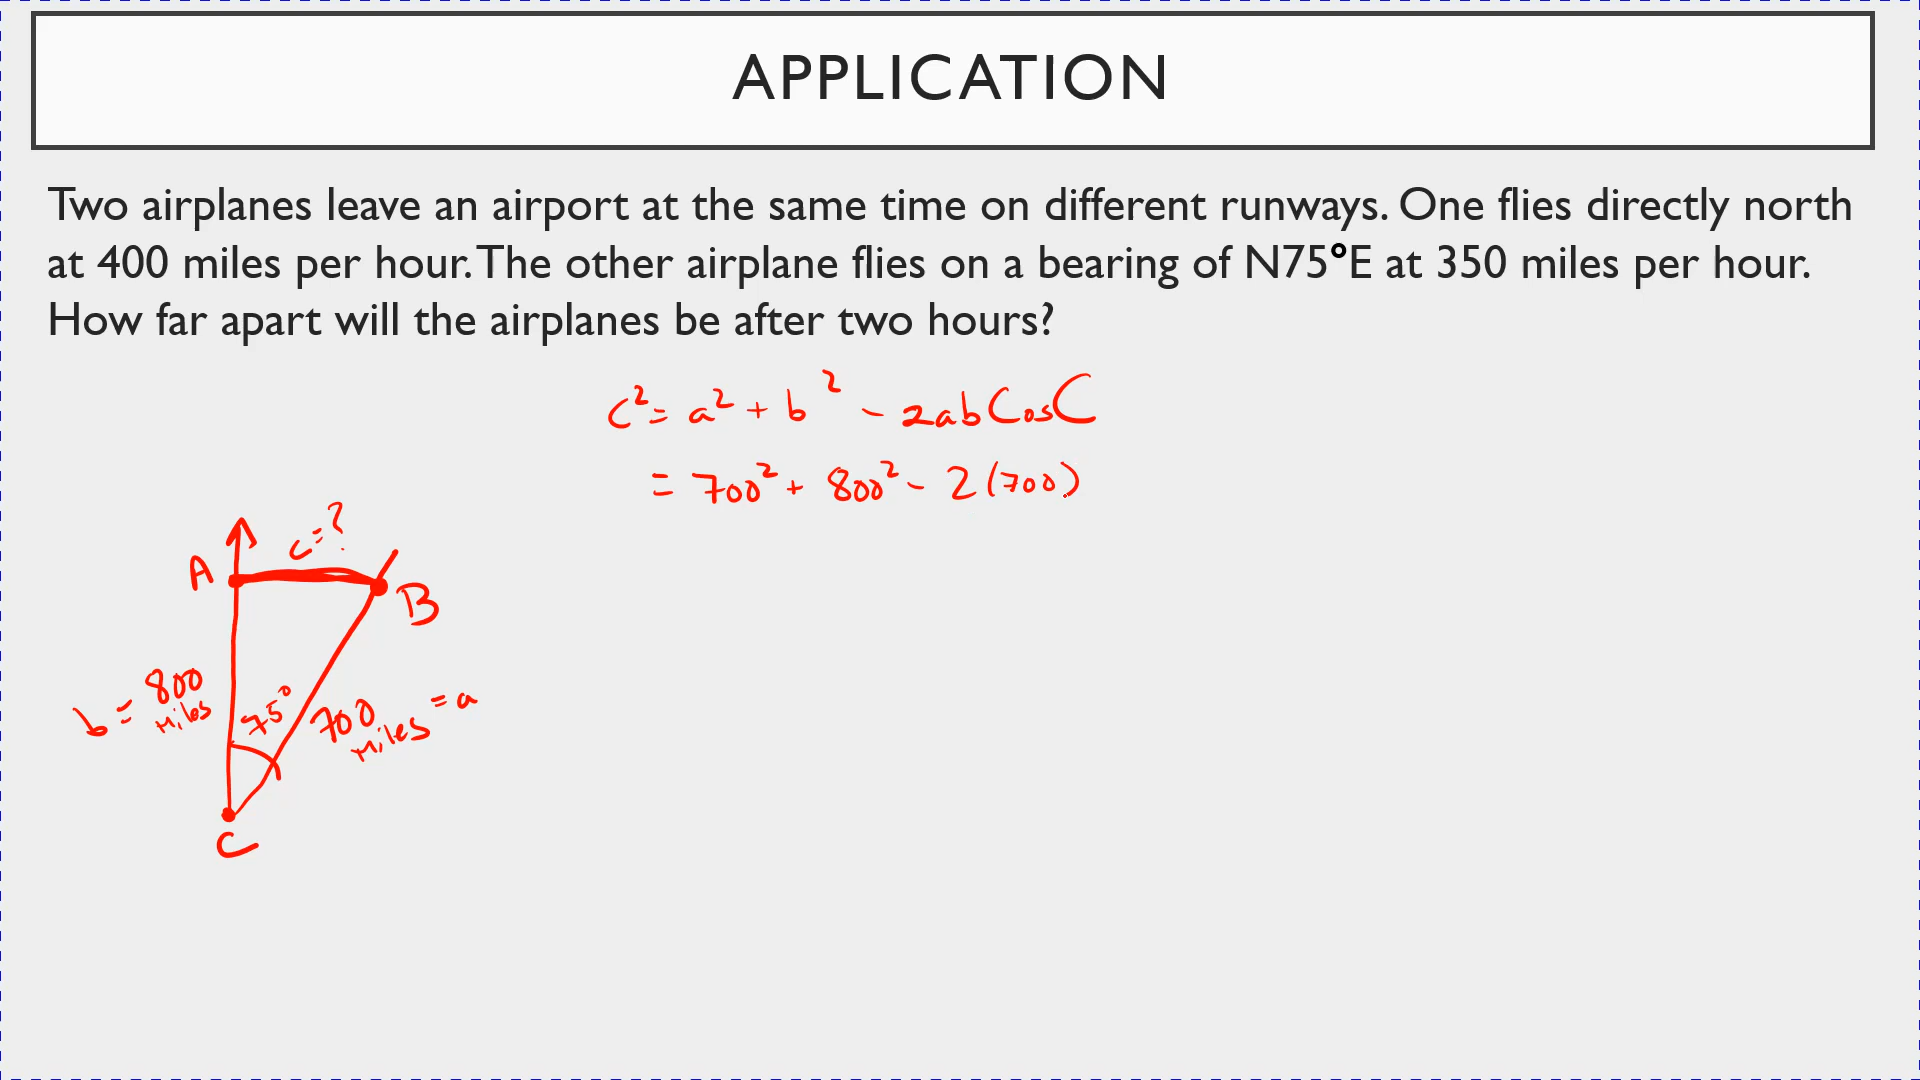 APPLICATION
Two airplanes leave an airport at the same time on different runways. One flies directly north
at 400 miles per hour. The other airplane flies on a bearing of N75°E at 350 miles per hour.
How far apart will the airplanes be after two hours?
c² = a² + b² - 2abCosC
= 700² + 800² - 2(700)
c=?
A
B
b = 800 miles
75°
700 miles = a
C